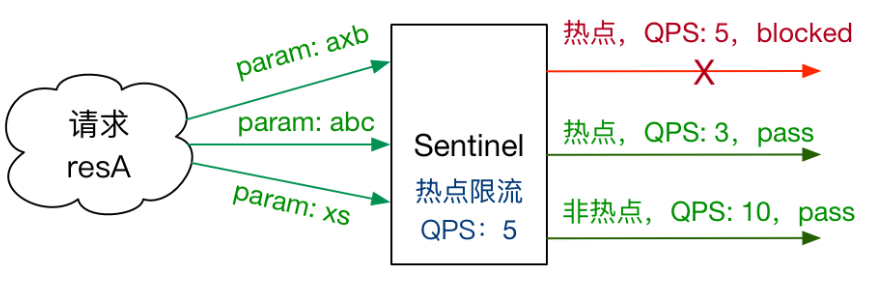 请求
resA
param: axb
param: abc
param: xs
Sentinel
热点限流
QPS：5
热点，QPS: 5，blocked
X
热点，QPS: 3，pass
非热点，QPS: 10，pass